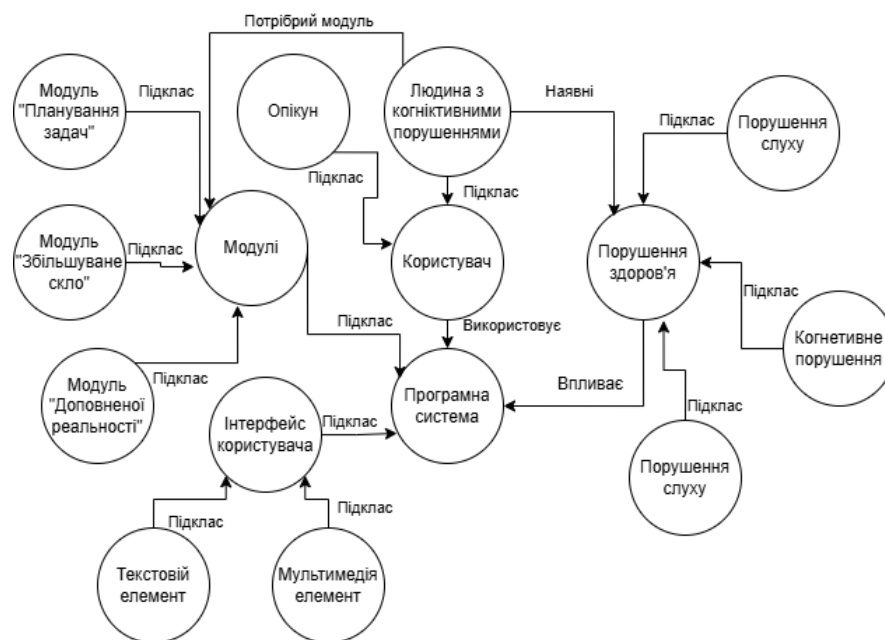 Потрібрий модуль
Модуль
"Планування
задач"
Підклас
Опікун
Людина з
когніктивними
порушеннями
Наявні
Порушення
слуху
Підклас
Підклас
Підклас
Модуль
"Збільшуване
скло"
Підклас
Модулі
Користувач
Порушення
здоров'я
Підклас
Когнетивне
порушення
Підклас
Використовує
Модуль
"Доповненої
реальності"
Підклас
Програмна
система
Впливає
Інтерфейс
користувача
Підклас
Підклас
Порушення
слуху
Підклас
Підклас
Текстовій
елемент
Мультимедія
елемент